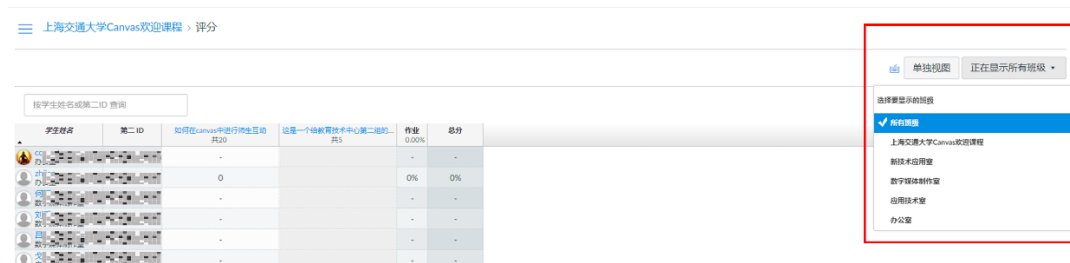 上海交通大学Canvas欢迎课程 › 评分
单独视图 正在显示所有班级
按学生姓名或第二ID 查询
选择要显示的班级
所有班级
上海交通大学Canvas欢迎课程
新技术应用室
数字媒体制作室
应用技术室
办公室
学生姓名 第二 ID 如何在canvas中进行师生互动 这是一个给教育技术中心第二组的... 作业 总分
共20 共5 0.00%
- - -
0 0% 0%
- - -
- - -
- - -
- - -